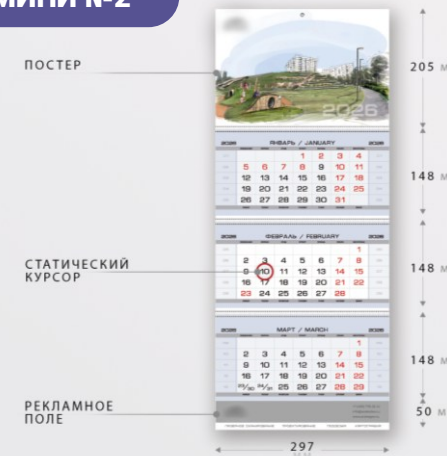 МИНИ №2
ПОСТЕР
205 М
2026
2026 ЯНВАРЬ / JANUARY 2026
1 2 3 4
5 6 7 8 9 10 11
12 13 14 15 16 17 18
19 20 21 22 23 24 25
26 27 28 29 30 31
148 М
2026 ФЕВРАЛЬ / FEBRUARY 2026
1
2 3 4 5 6 7 8
9 10 11 12 13 14 15
16 17 18 19 20 21 22
23 24 25 26 27 28
СТАТИЧЕСКИЙ
КУРСОР
148 М
2026 МАРТ / MARCH 2026
1
2 3 4 5 6 7 8
9 10 11 12 13 14 15
16 17 18 19 20 21 22
23/30 24/31 25 26 27 28 29
148 М
РЕКЛАМНОЕ
ПОЛЕ
50 М
297